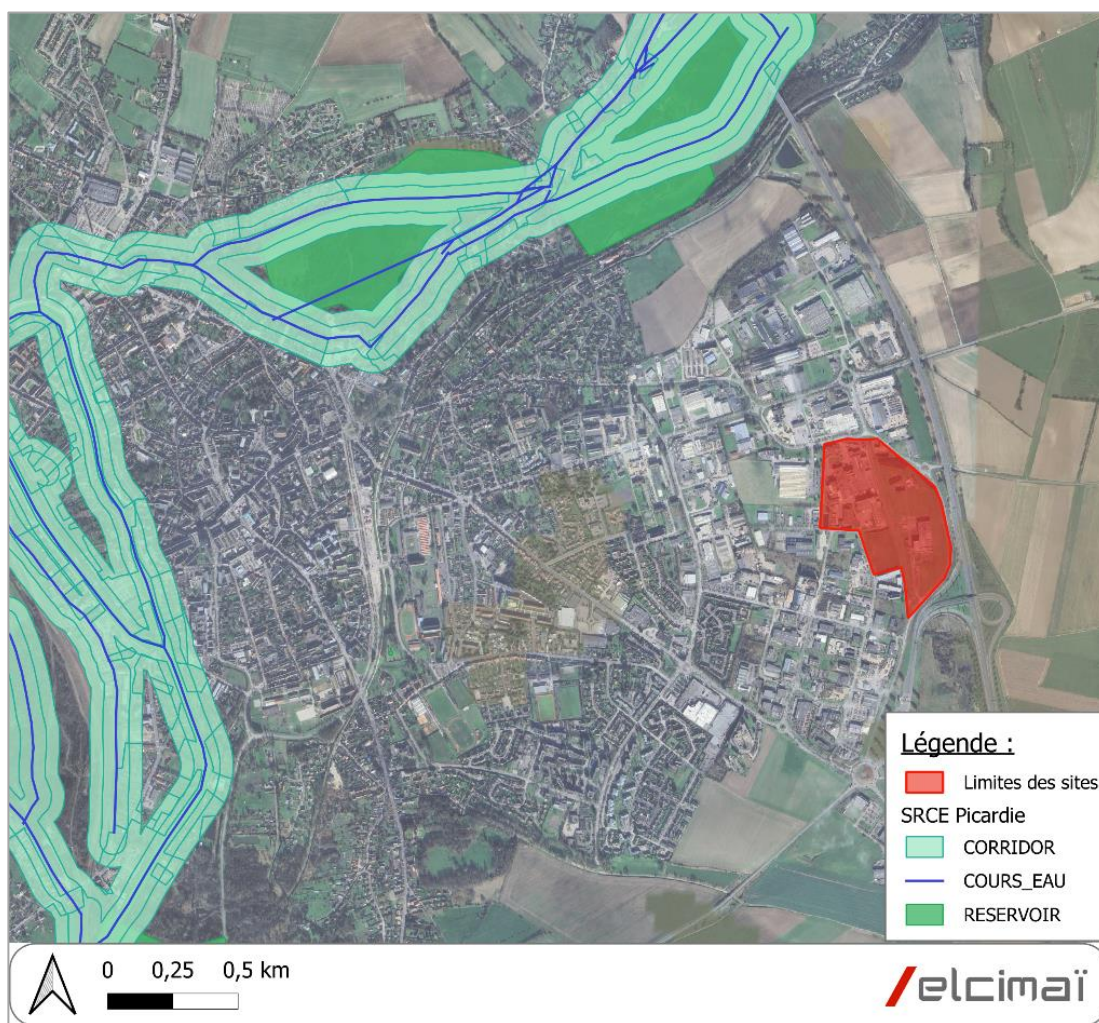 Légende :
Limites des sites
SRCE Picardie
CORRIDOR
COURS_EAU
RESERVOIR
0 0,25 0,5 km
elcimaï